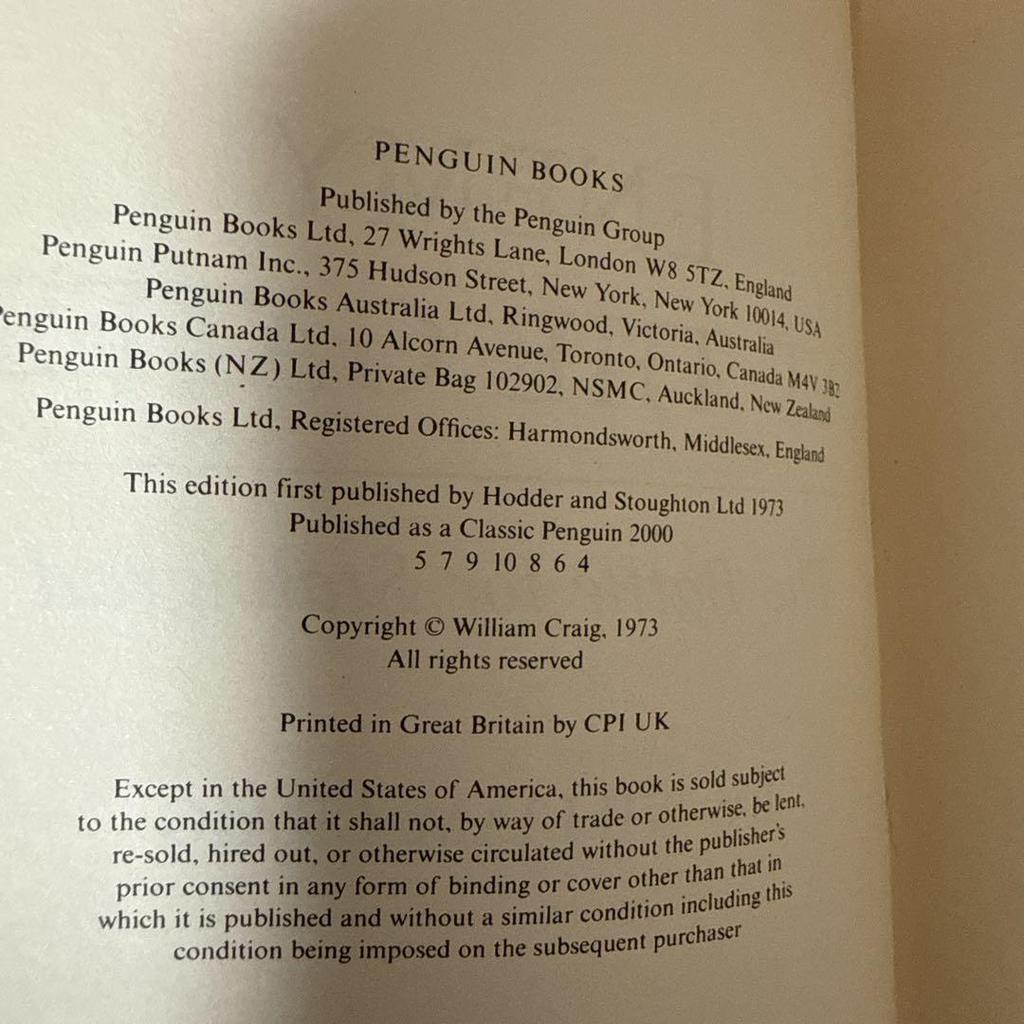 PENGUIN BOOKS
Published by the Penguin Group
Penguin Books Ltd, 27 Wrights Lane, London W8 5TZ, England
Penguin Putnam Inc., 375 Hudson Street, New York, New York 10014, USA
Penguin Books Australia Ltd, Ringwood, Victoria, Australia
Penguin Books Canada Ltd, 10 Alcorn Avenue, Toronto, Ontario, Canada M4V 3B2
Penguin Books (NZ) Ltd, Private Bag 102902, NSMC, Auckland, New Zealand
Penguin Books Ltd, Registered Offices: Harmondsworth, Middlesex, England
This edition first published by Hodder and Stoughton Ltd 1973
Published as a Classic Penguin 2000
5 7 9 10 8 6 4
Copyright © William Craig, 1973
All rights reserved
Printed in Great Britain by CPI UK
Except in the United States of America, this book is sold subject
to the condition that it shall not, by way of trade or otherwise, be lent,
re-sold, hired out, or otherwise circulated without the publisher's
prior consent in any form of binding or cover other than that in
which it is published and without a similar condition including this
condition being imposed on the subsequent purchaser